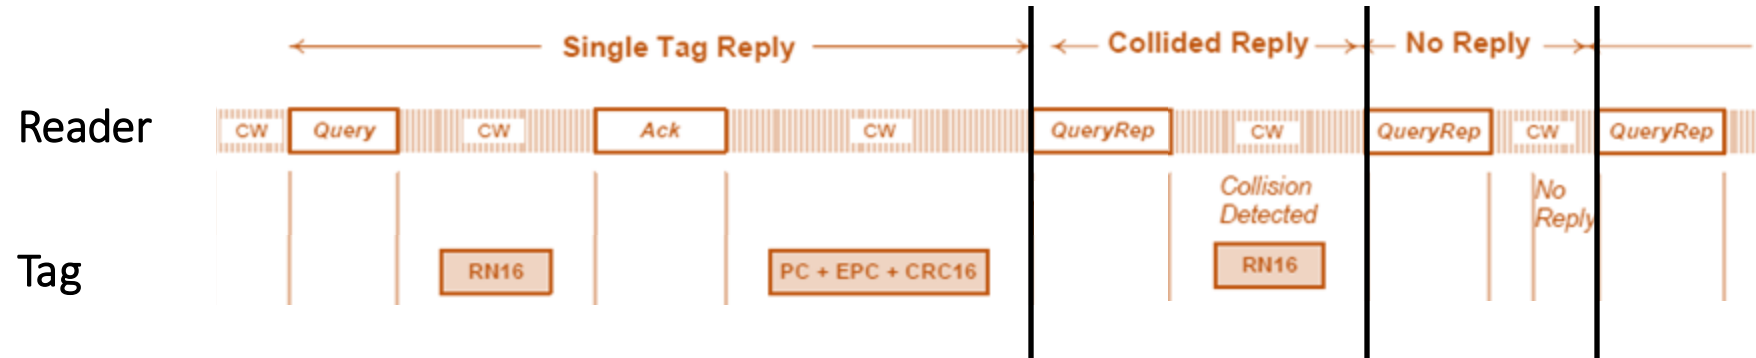 Single Tag Reply Collided Reply No Reply
Reader CW Query CW Ack CW QueryRep CW QueryRep CW QueryRep
Collision
Detected
No
Reply
Tag RN16 PC + EPC + CRC16 RN16